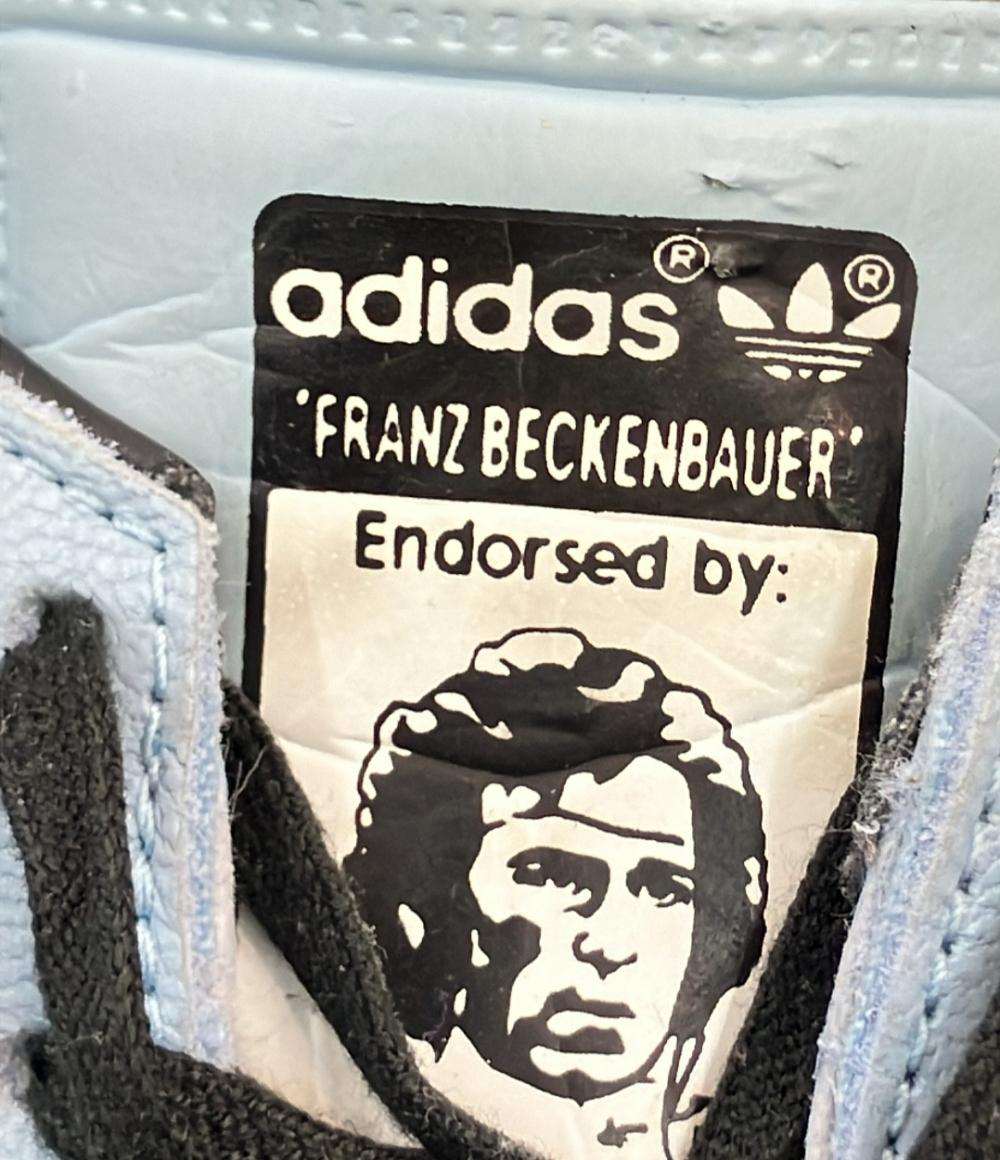 adidas® ®
"FRANZ BECKENBAUER"
Endorsed by: